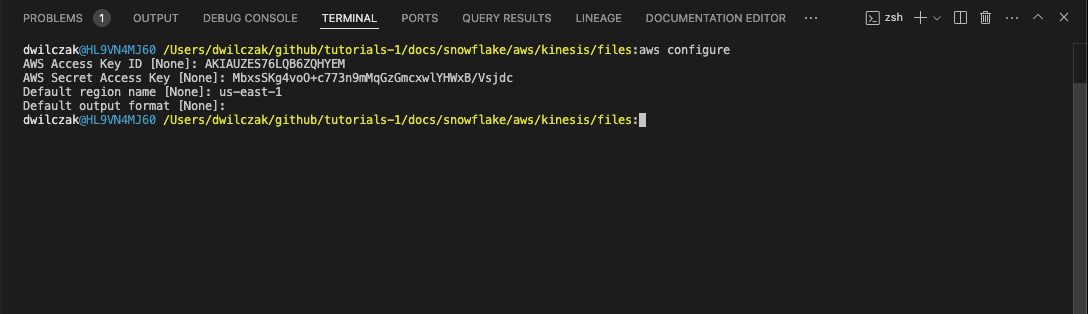 PROBLEMS 1 OUTPUT DEBUG CONSOLE TERMINAL PORTS QUERY RESULTS LINEAGE DOCUMENTATION EDITOR ... zsh
dwilczak@HL9VN4MJ60 /Users/dwilczak/github/tutorials-1/docs/snowflake/aws/kinesis/files:aws configure
AWS Access Key ID [None]: AKIAUZES76LQB6ZQHYEM
AWS Secret Access Key [None]: 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
Default region name [None]: us-east-1
Default output format [None]:
dwilczak@HL9VN4MJ60 /Users/dwilczak/github/tutorials-1/docs/snowflake/aws/kinesis/files: